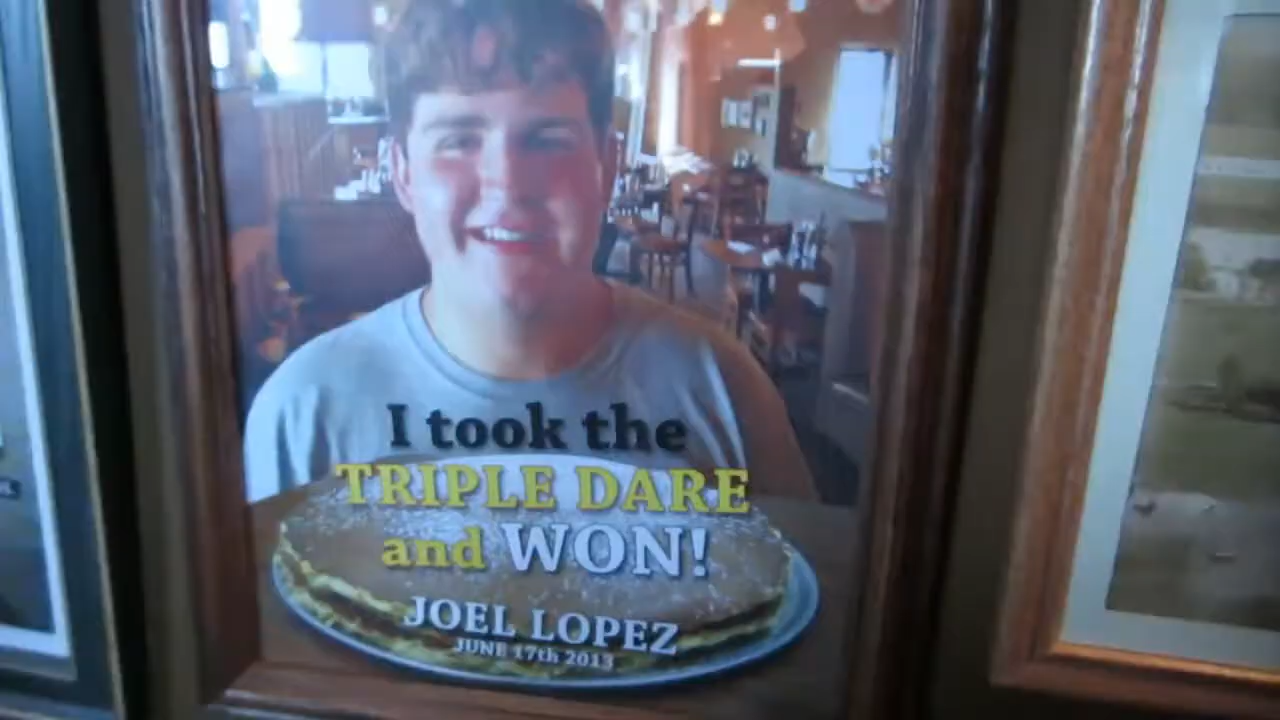 I took the
TRIPLE DARE
and WON!
JOEL LOPEZ
JUNE 17th 2013